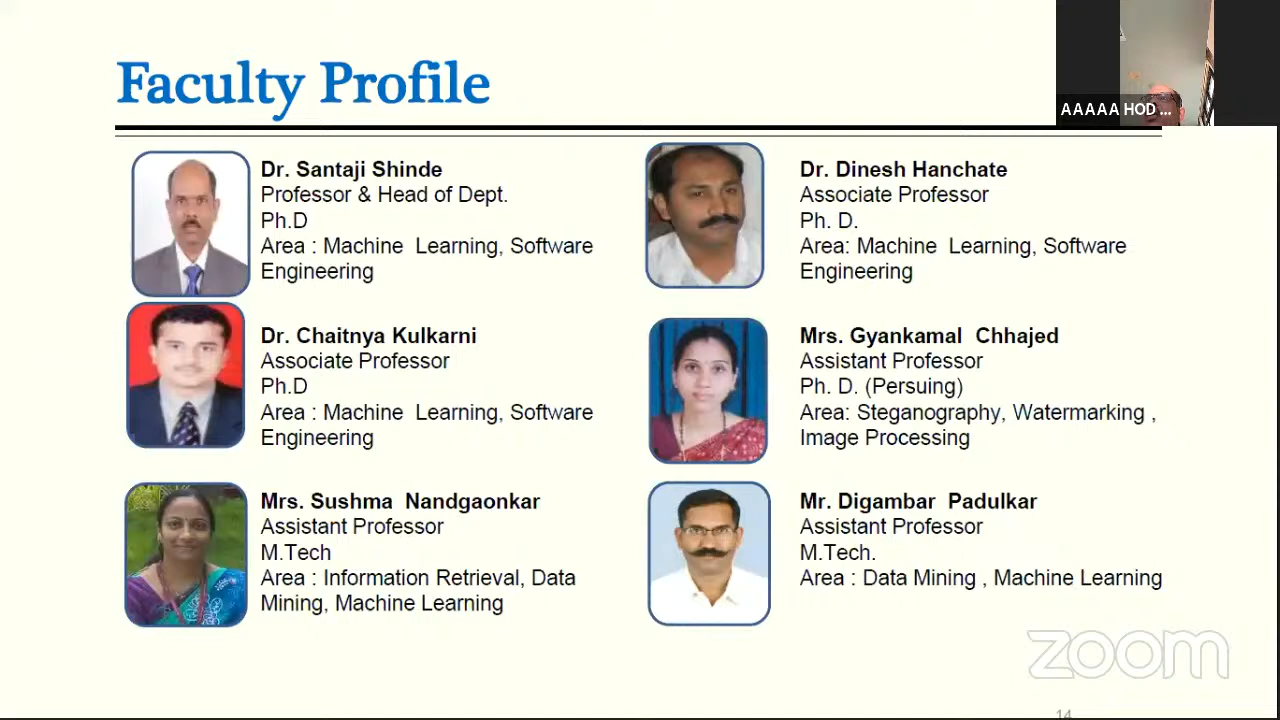 Faculty Profile
AAAAA HOD ...
Dr. Santaji Shinde
Professor & Head of Dept.
Ph.D
Area : Machine Learning, Software
Engineering
Dr. Dinesh Hanchate
Associate Professor
Ph. D.
Area: Machine Learning, Software
Engineering
Dr. Chaitnya Kulkarni
Associate Professor
Ph.D
Area : Machine Learning, Software
Engineering
Mrs. Gyankamal Chhajed
Assistant Professor
Ph. D. (Persuing)
Area: Steganography, Watermarking ,
Image Processing
Mrs. Sushma Nandgaonkar
Assistant Professor
M.Tech
Area : Information Retrieval, Data
Mining, Machine Learning
Mr. Digambar Padulkar
Assistant Professor
M.Tech.
Area : Data Mining , Machine Learning
zoom
14